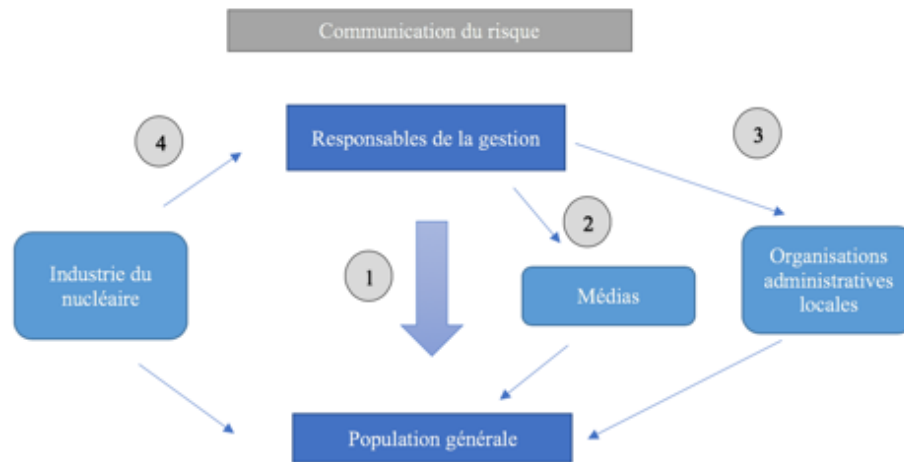 Communication du risque
4
Responsables de la gestion
3
2
Industrie du
nucléaire
1
Médias
Organisations
administratives
locales
Population générale